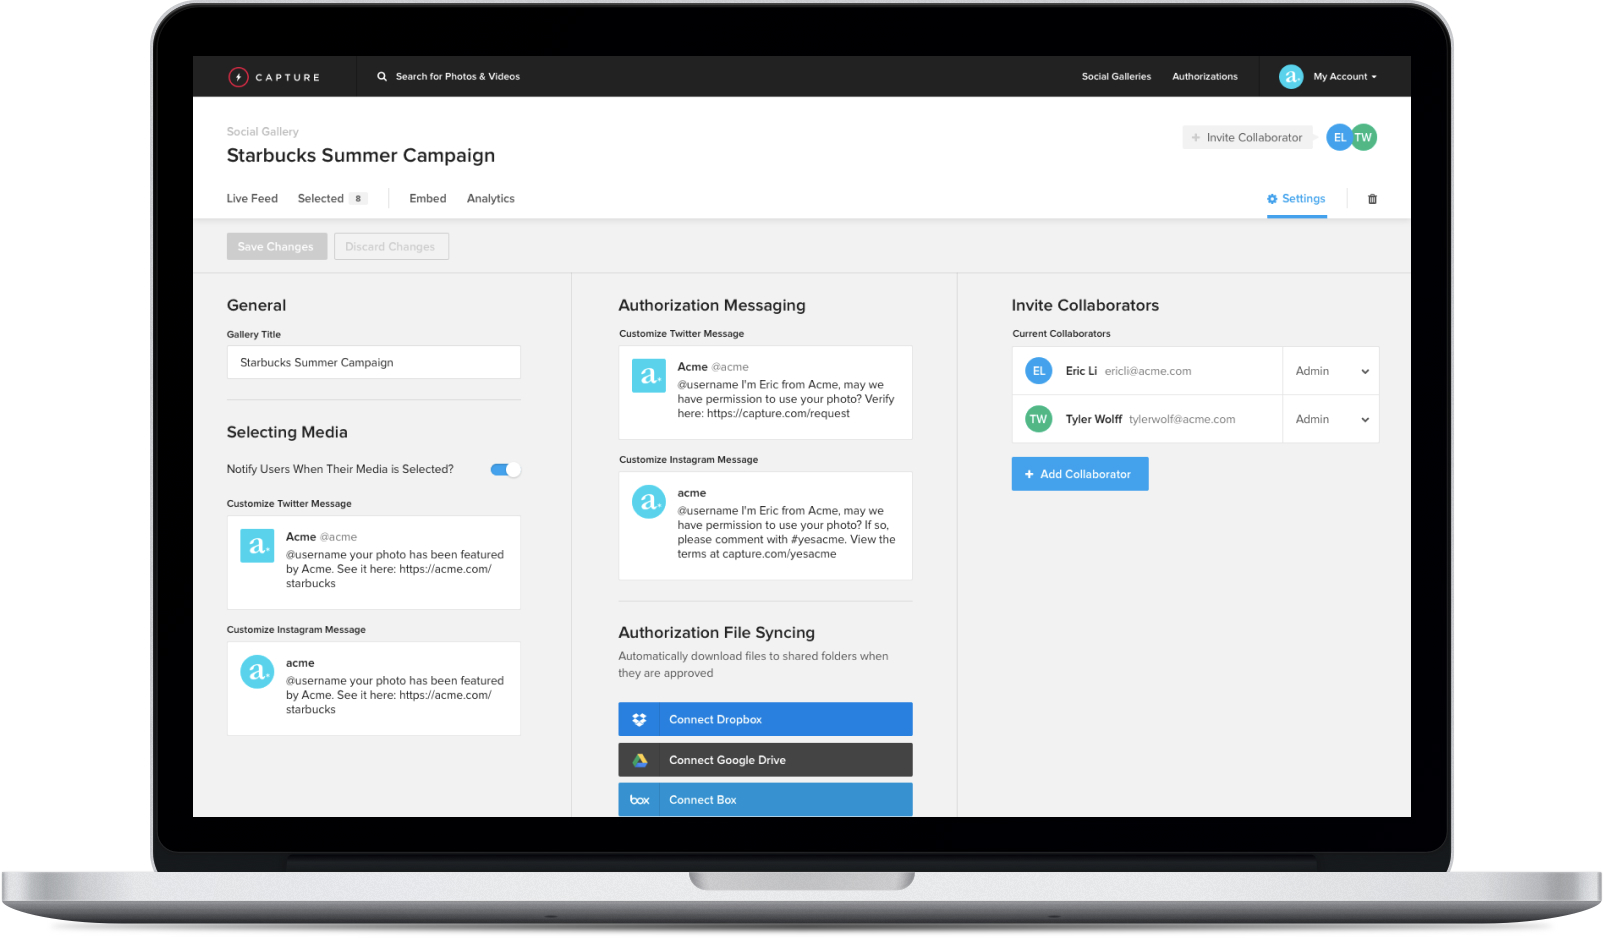 CAPTURE
Search for Photos & Videos
Social Galleries
Authorizations
a.
My Account
Social Gallery
Starbucks Summer Campaign
+ Invite Collaborator
EL
TW
Live Feed
Selected 8
Embed
Analytics
Settings
Save Changes
Discard Changes
General
Gallery Title
Starbucks Summer Campaign
Selecting Media
Notify Users When Their Media is Selected?
Customize Twitter Message
a.
Acme @acme
@username your photo has been featured
by Acme. See it here: https://acme.com/
starbucks
Customize Instagram Message
a.
acme
@username your photo has been featured
by Acme. See it here: https://acme.com/
starbucks
Authorization Messaging
Customize Twitter Message
a.
Acme @acme
@username I'm Eric from Acme, may we
have permission to use your photo? Verify
here: https://capture.com/request
Customize Instagram Message
a.
acme
@username I'm Eric from Acme, may we
have permission to use your photo? If so,
please comment with #yesacme. View the
terms at capture.com/yesacme
Authorization File Syncing
Automatically download files to shared folders when
they are approved
Connect Dropbox
Connect Google Drive
box
Connect Box
Invite Collaborators
Current Collaborators
EL
Eric Li ericli@acme.com
Admin
TW
Tyler Wolff tylerwolf@acme.com
Admin
+ Add Collaborator